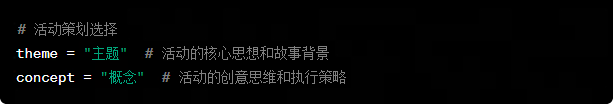 # 活动策划选择
theme = "主题"  # 活动的核心思想和故事背景
concept = "概念"  # 活动的创意思维和执行策略